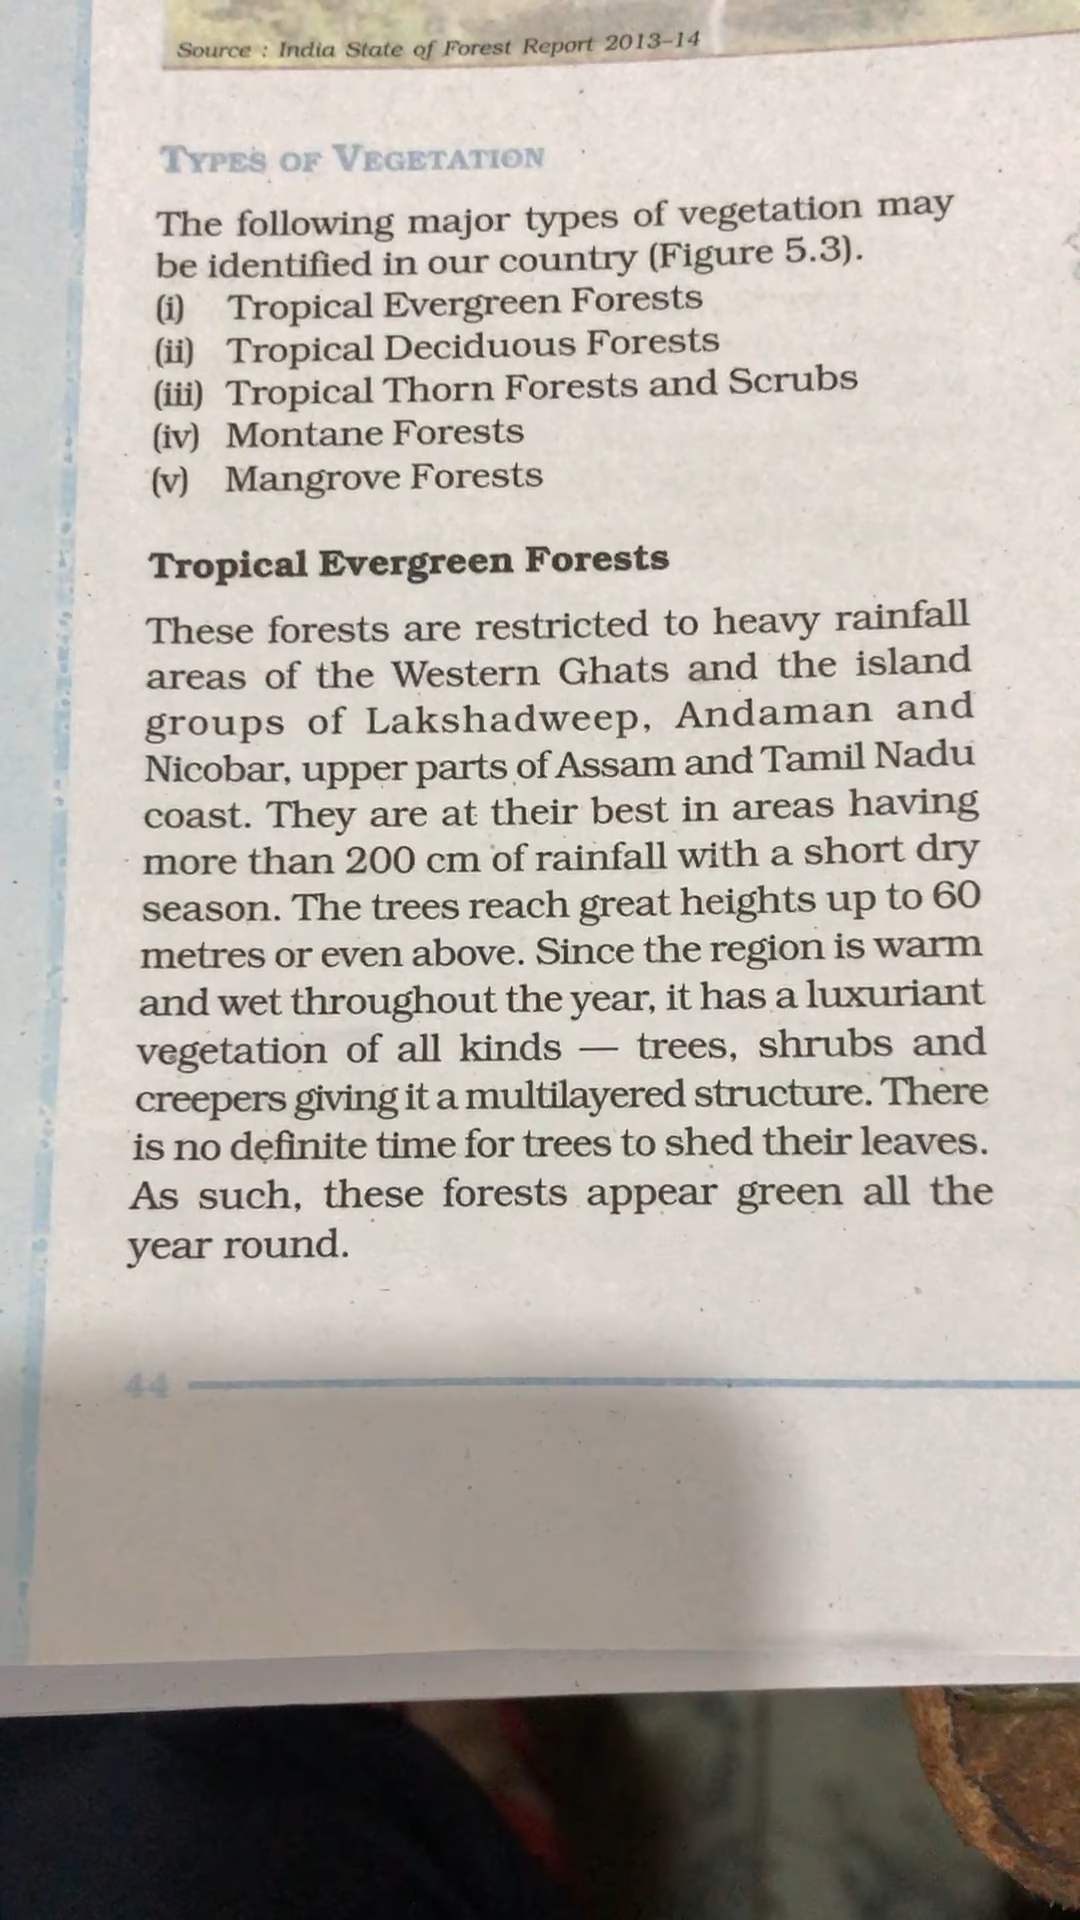 Source : India State of Forest Report 2013–14
TYPES OF VEGETATION
The following major types of vegetation may
be identified in our country (Figure 5.3).
(i) Tropical Evergreen Forests
(ii) Tropical Deciduous Forests
(iii) Tropical Thorn Forests and Scrubs
(iv) Montane Forests
(v) Mangrove Forests
Tropical Evergreen Forests
These forests are restricted to heavy rainfall
areas of the Western Ghats and the island
groups of Lakshadweep, Andaman and
Nicobar, upper parts of Assam and Tamil Nadu
coast. They are at their best in areas having
more than 200 cm of rainfall with a short dry
season. The trees reach great heights up to 60
metres or even above. Since the region is warm
and wet throughout the year, it has a luxuriant
vegetation of all kinds — trees, shrubs and
creepers giving it a multilayered structure. There
is no definite time for trees to shed their leaves.
As such, these forests appear green all the
year round.
44